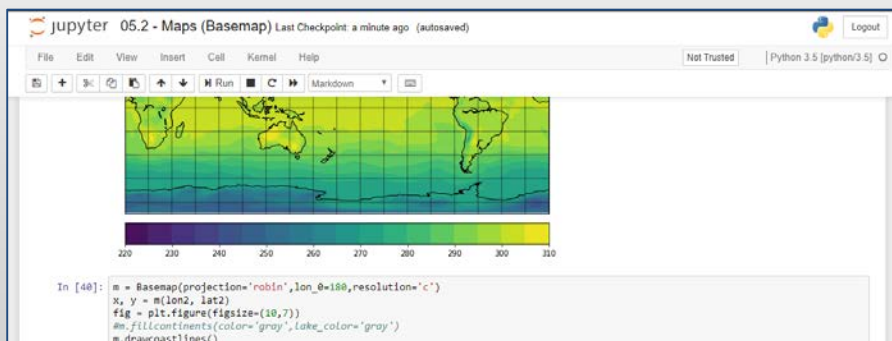 jupyter 05.2 - Maps (Basemap) Last Checkpoint: a minute ago (autosaved)
Logout
File Edit View Insert Cell Kernel Help
Not Trusted
Python 3.5 [python/3.5]
Run
Markdown
220 230 240 250 260 270 280 290 300 310
In [40]: m = Basemap(projection='robin',lon_0=180,resolution='c')
x, y = m(lon2, lat2)
fig = plt.figure(figsize=(10,7))
#m.fillcontinents(color='gray',lake_color='gray')
m.drawcoastlines()